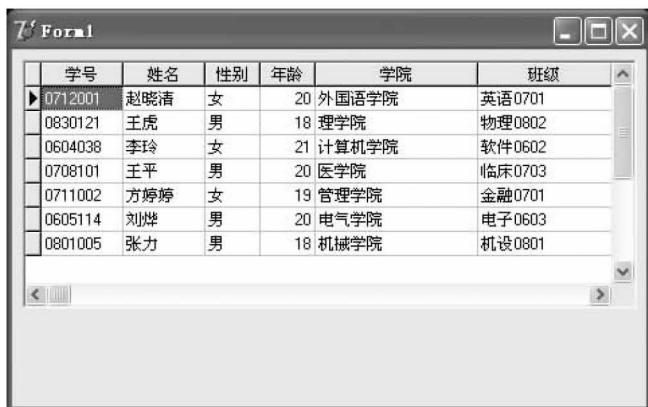 Form1
学号 姓名 性别 年龄 学院 班级
0712001 赵晓清 女 20 外国语学院 英语0701
0830121 王虎 男 18 理学院 物理0802
0604038 李玲 女 21 计算机学院 软件0602
0708101 王平 男 20 医学院 临床0703
0711002 方婷婷 女 19 管理学院 金融0701
0605114 刘烨 男 20 电气学院 电子0603
0801005 张力 男 18 机械学院 机设0801